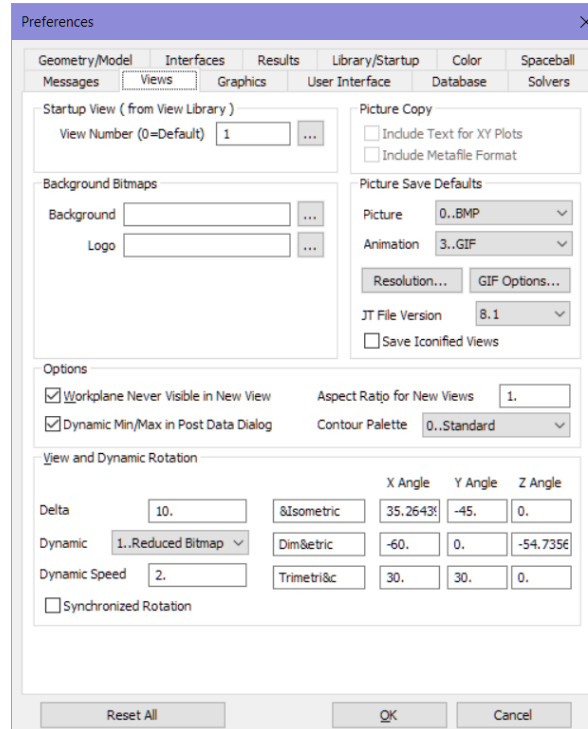 Preferences
Geometry/Model Interfaces Results Library/Startup Color Spaceball
Messages Views Graphics User Interface Database Solvers
Startup View ( from View Library )
View Number (0=Default) 1 ...
Picture Copy
Include Text for XY Plots
Include Metafile Format
Background Bitmaps
Background ...
Logo ...
Picture Save Defaults
Picture 0..BMP
Animation 3..GIF
Resolution... GIF Options...
JT File Version 8.1
Save Iconified Views
Options
Workplane Never Visible in New View Aspect Ratio for New Views 1.
Dynamic Min/Max in Post Data Dialog Contour Palette 0..Standard
View and Dynamic Rotation
X Angle Y Angle Z Angle
Delta 10. &Isometric 35.26439 -45. 0.
Dynamic 1..Reduced Bitmap Dim&etric -60. 0. -54.7356
Dynamic Speed 2. Trimetri&c 30. 30. 0.
Synchronized Rotation
Reset All OK Cancel